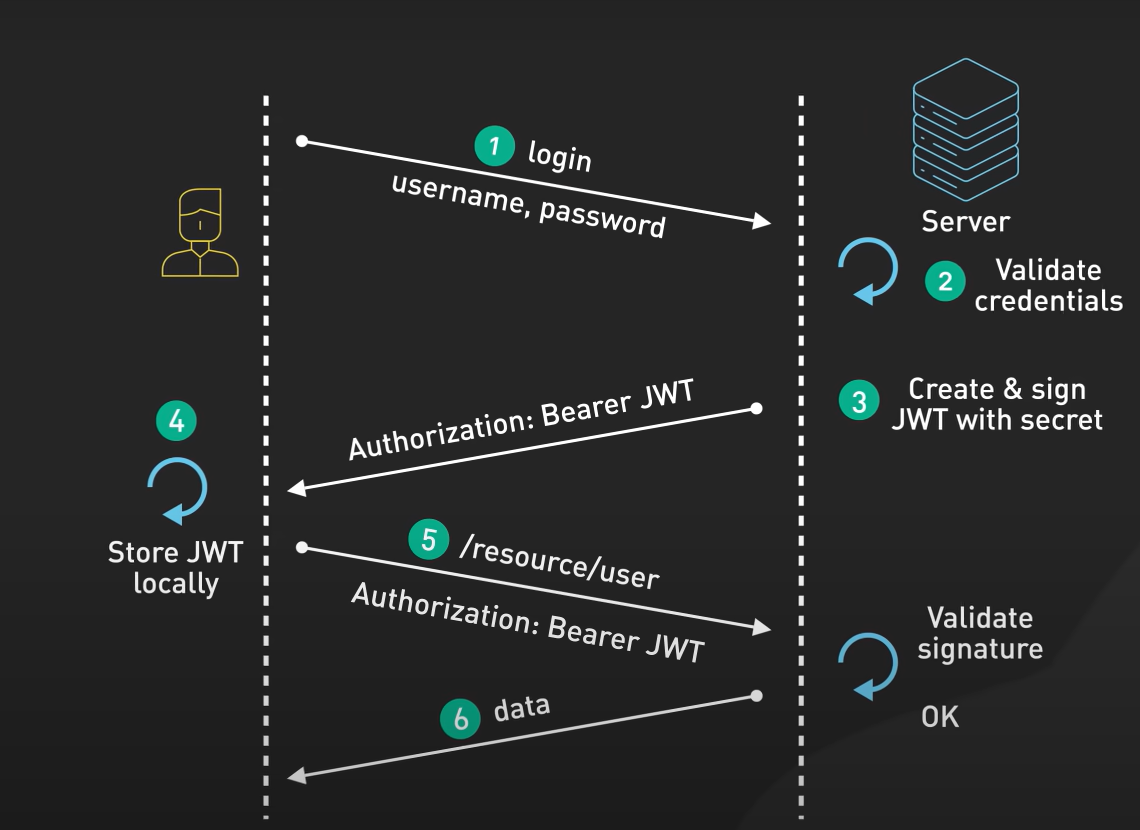 1 login
username, password
Server
2 Validate
credentials
3 Create & sign
JWT with secret
Authorization: Bearer JWT
4
Store JWT
locally
5 /resource/user
Authorization: Bearer JWT
Validate
signature
OK
6 data